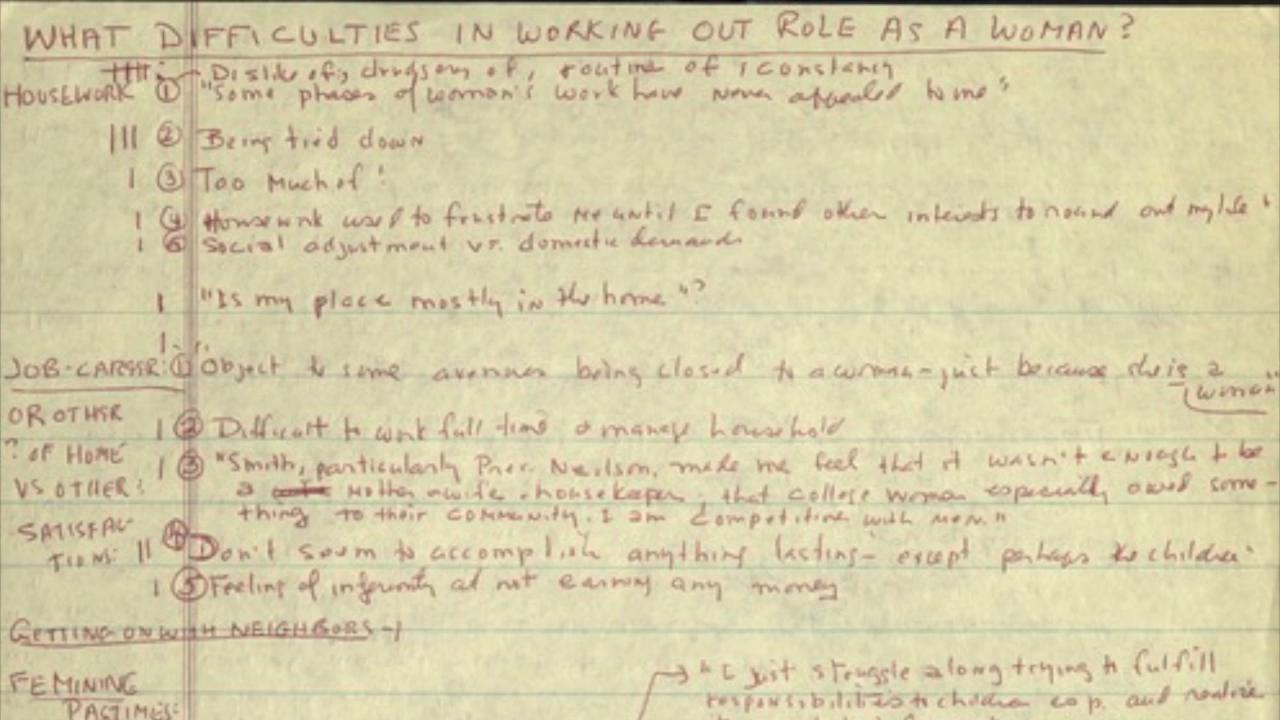 WHAT DIFFICULTIES IN WORKING OUT ROLE AS A WOMAN?
Dislike of, drudgery of, routine of, constancy
HOUSEWORK ① "Some phases of woman's work have never appealed to me"
||| ② Being tied down
| ③ Too Much of!
| ④ Housework used to frustrate me until I found other interests to round out my life"
| Social adjustment vs. domestic demands
| "Is my place mostly in the home"?
|
JOB-CAREER: ① Object to some avenues being closed to a woman - just because she is a woman"
OR OTHER
| ② Difficult to work full time & manage household
? OF HOME
| ③ "Smith, particularly Pres. Neilson, made me feel that it wasn't enough to be
VS OTHER: a mother wife housekeeper, that college woman especially owed some-
thing to their community. I am competitive with men."
SATISFAC-
TIONS: || ④ Don't seem to accomplish anything lasting - except perhaps the children.
| ⑤ Feeling of inferiority at not earning any money
GETTING ON WITH NEIGHBORS - |
"I just struggle along trying to fulfill
FEMININE
responsibilities to children co p. and realize
PASTIMES: